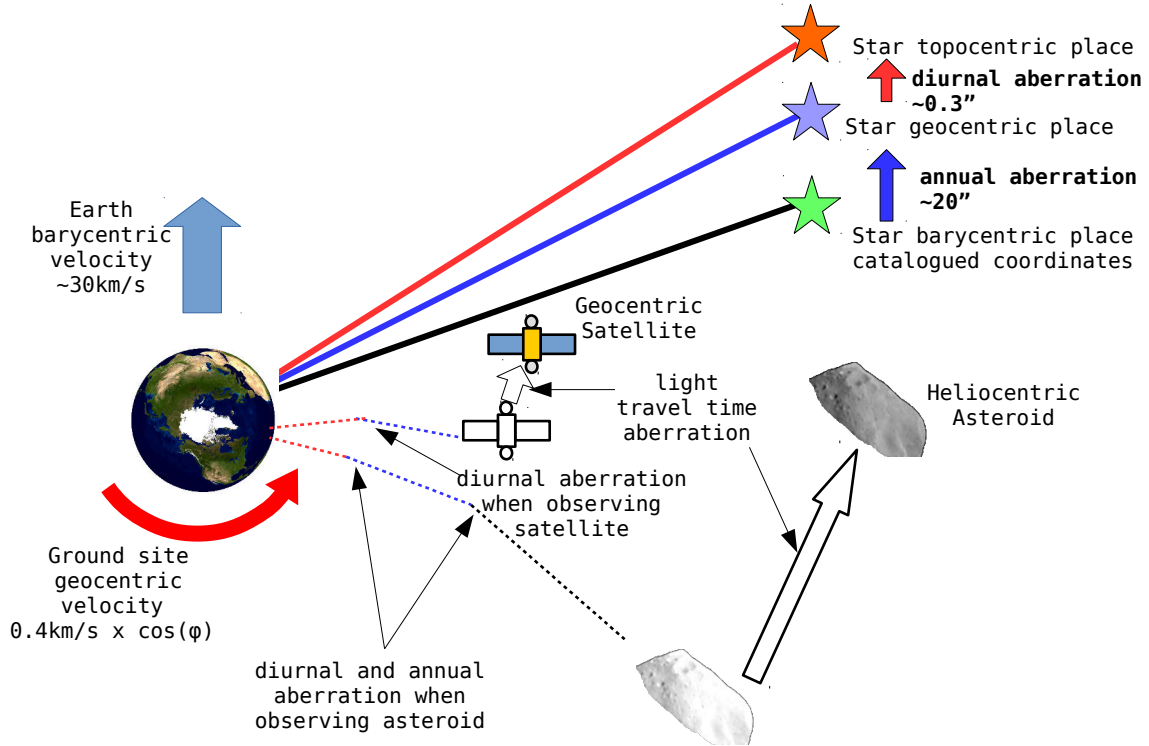 Star topocentric place
diurnal aberration
~0.3”
Star geocentric place
annual aberration
~20”
Star barycentric place
catalogued coordinates
Earth
barycentric
velocity
~30km/s
Geocentric
Satellite
light
travel time
aberration
Heliocentric
Asteroid
diurnal aberration
when observing
satellite
Ground site
geocentric
velocity
0.4km/s x cos(φ)
diurnal and annual
aberration when
observing asteroid